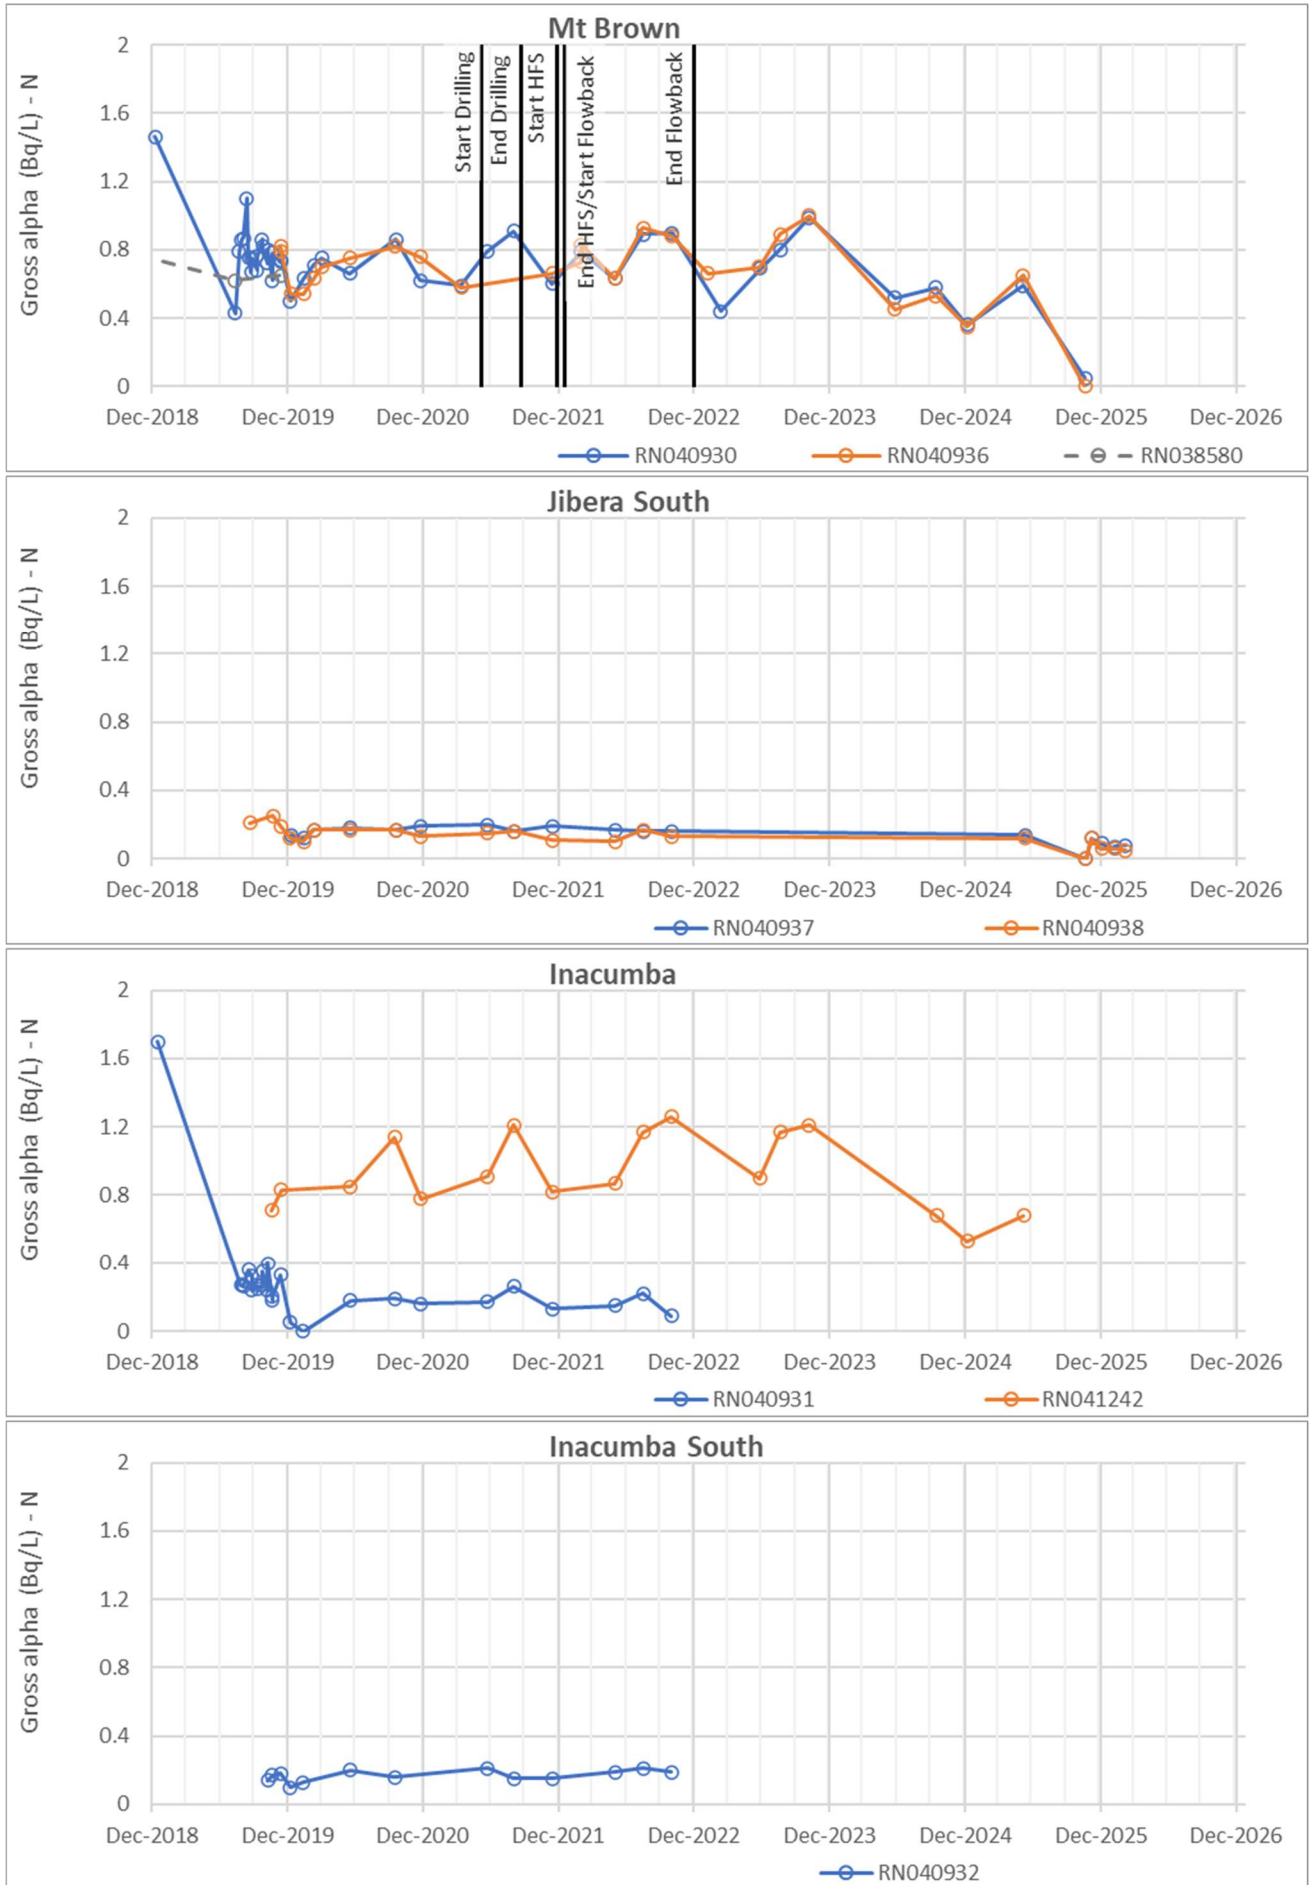 Mt Brown
Gross alpha (Bq/L) - N
2
1.6
1.2
0.8
0.4
0
Start Drilling
End Drilling
Start HFS
End HFS/Start Flowback
End Flowback
Dec-2018 Dec-2019 Dec-2020 Dec-2021 Dec-2022 Dec-2023 Dec-2024 Dec-2025 Dec-2026
RN040930 RN040936 RN038580
Jibera South
Gross alpha (Bq/L) - N
2
1.6
1.2
0.8
0.4
0
Dec-2018 Dec-2019 Dec-2020 Dec-2021 Dec-2022 Dec-2023 Dec-2024 Dec-2025 Dec-2026
RN040937 RN040938
Inacumba
Gross alpha (Bq/L) - N
2
1.6
1.2
0.8
0.4
0
Dec-2018 Dec-2019 Dec-2020 Dec-2021 Dec-2022 Dec-2023 Dec-2024 Dec-2025 Dec-2026
RN040931 RN041242
Inacumba South
Gross alpha (Bq/L) - N
2
1.6
1.2
0.8
0.4
0
Dec-2018 Dec-2019 Dec-2020 Dec-2021 Dec-2022 Dec-2023 Dec-2024 Dec-2025 Dec-2026
RN040932